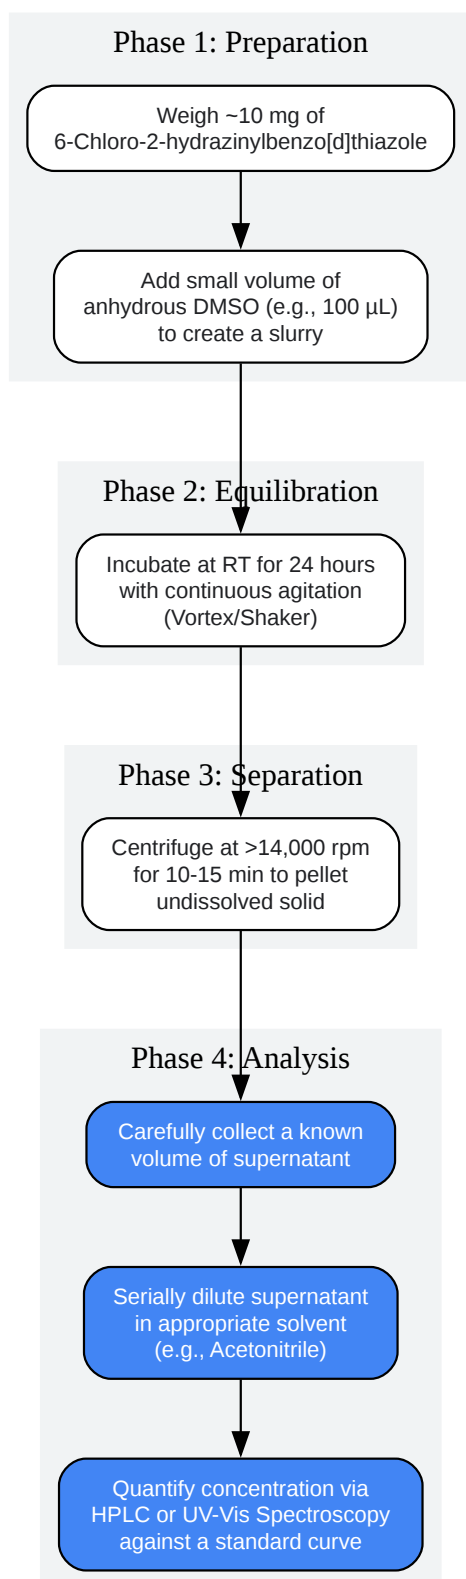 Phase 1: Preparation
Weigh ~10 mg of
6-Chloro-2-hydrazinylbenzo[d]thiazole
Add small volume of
anhydrous DMSO (e.g., 100 µL)
to create a slurry
Phase 2: Equilibration
Incubate at RT for 24 hours
with continuous agitation
(Vortex/Shaker)
Phase 3: Separation
Centrifuge at >14,000 rpm
for 10-15 min to pellet
undissolved solid
Phase 4: Analysis
Carefully collect a known
volume of supernatant
Serially dilute supernatant
in appropriate solvent
(e.g., Acetonitrile)
Quantify concentration via
HPLC or UV-Vis Spectroscopy
against a standard curve